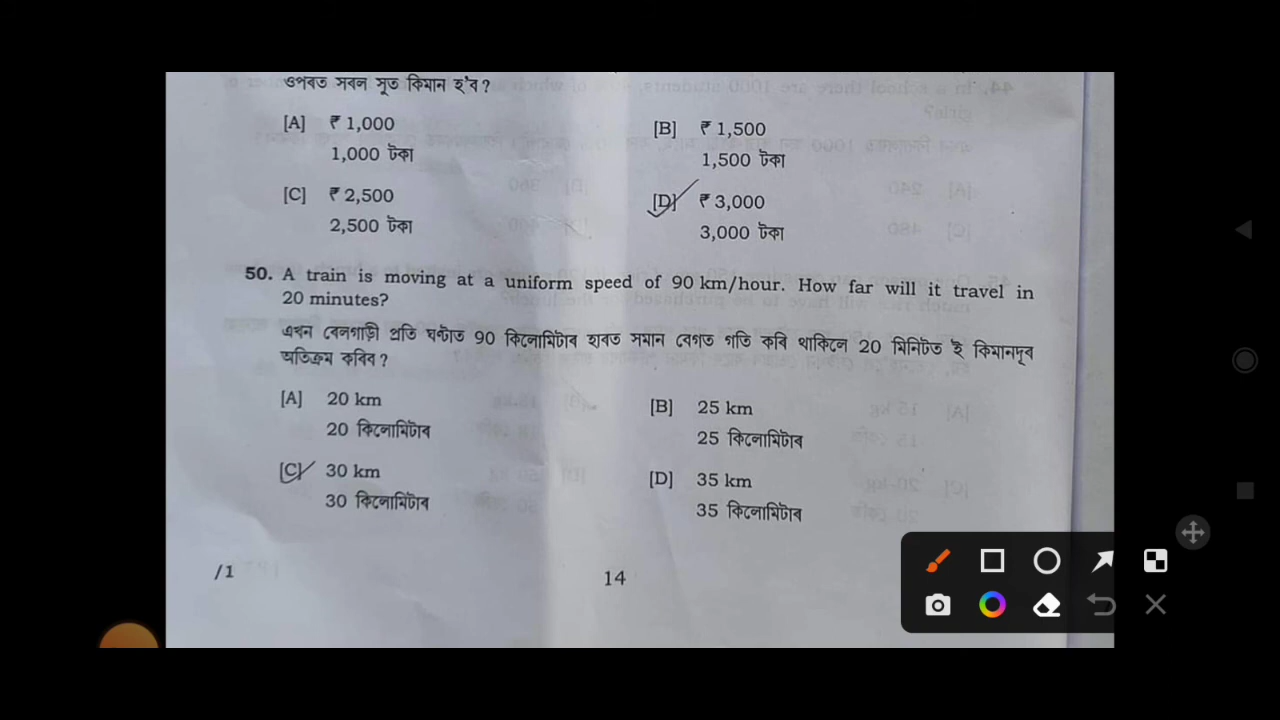 ওপৰত সৰল সূত কিমান হ'ব ?
[A] ₹ 1,000
1,000 টকা
[B] ₹ 1,500
1,500 টকা
[C] ₹ 2,500
2,500 টকা
[D] ₹ 3,000
3,000 টকা
50. A train is moving at a uniform speed of 90 km/hour. How far will it travel in
20 minutes?
এখন ৰেলগাড়ী প্ৰতি ঘণ্টাত 90 কিলোমিটাৰ হাৰত সমান বেগত গতি কৰি থাকিলে 20 মিনিটত ই কিমানদূৰ
অতিক্ৰম কৰিব ?
[A] 20 km
20 কিলোমিটাৰ
[B] 25 km
25 কিলোমিটাৰ
[C] 30 km
30 কিলোমিটাৰ
[D] 35 km
35 কিলোমিটাৰ
/1
14